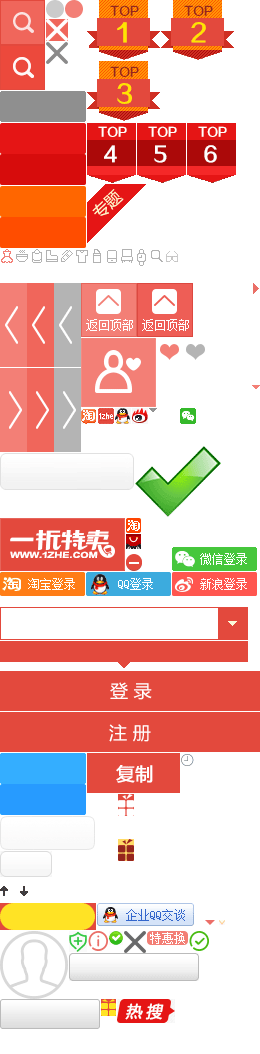 TOP
1
TOP
2
TOP
3
TOP
4
TOP
5
TOP
6
专题
返回顶部
返回顶部
淘
1zhe
一折特卖
WWW.1ZHE.COM
淘
微信登录
淘 淘宝登录
QQ登录
新浪登录
登录
注册
复制
企业QQ交谈
特惠换
热搜